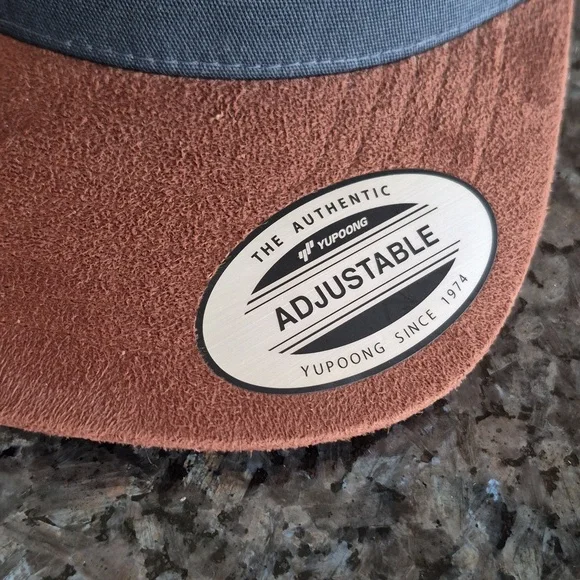 THE AUTHENTIC
YUPOONG
ADJUSTABLE
YUPOONG SINCE 1974